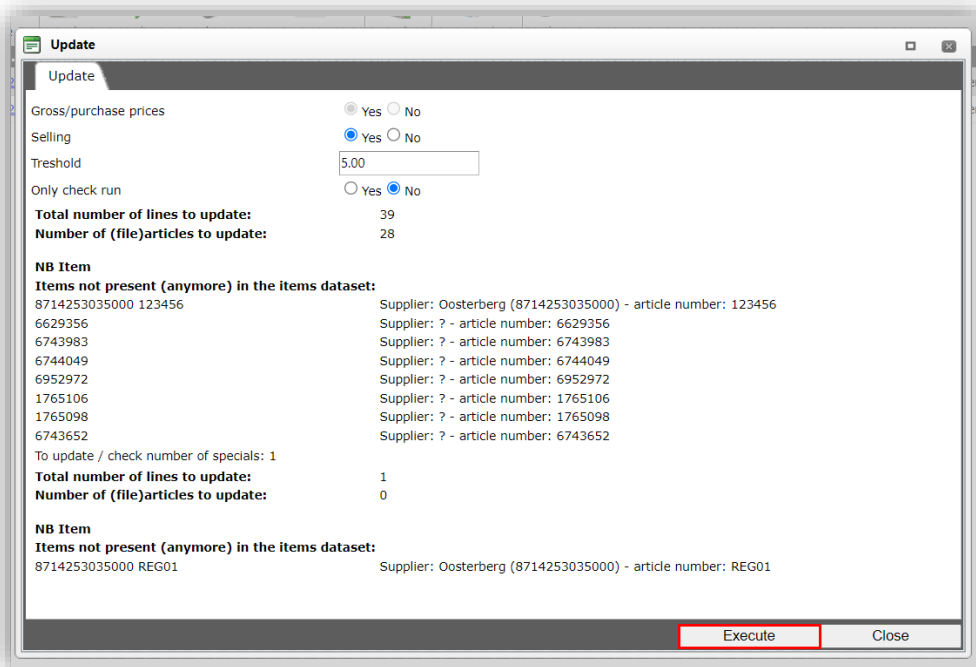 Update
Update
Gross/purchase prices Yes No
Selling Yes No
Treshold 5.00
Only check run Yes No
Total number of lines to update: 39
Number of (file)articles to update: 28
NB Item
Items not present (anymore) in the items dataset:
8714253035000 123456 Supplier: Oosterberg (8714253035000) - article number: 123456
6629356 Supplier: ? - article number: 6629356
6743983 Supplier: ? - article number: 6743983
6744049 Supplier: ? - article number: 6744049
6952972 Supplier: ? - article number: 6952972
1765106 Supplier: ? - article number: 1765106
1765098 Supplier: ? - article number: 1765098
6743652 Supplier: ? - article number: 6743652
To update / check number of specials: 1
Total number of lines to update: 1
Number of (file)articles to update: 0
NB Item
Items not present (anymore) in the items dataset:
8714253035000 REG01 Supplier: Oosterberg (8714253035000) - article number: REG01
Execute Close